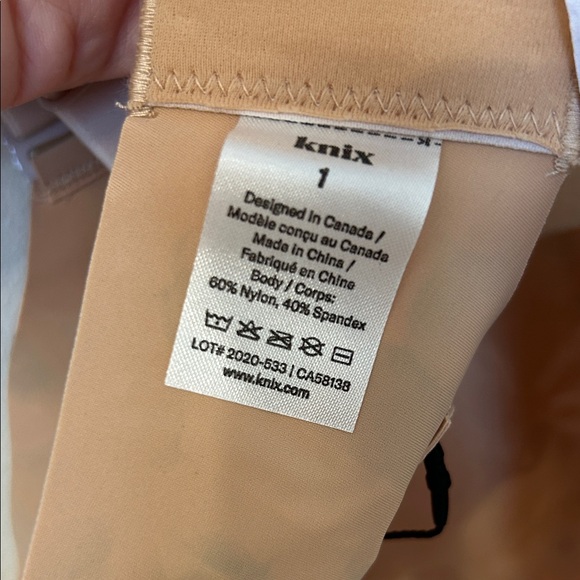 knix
1
Designed in Canada /
Modèle conçu au Canada
Made in China /
Fabriqué en Chine
Body / Corps:
60% Nylon, 40% Spandex
LOT# 2020-533 | CA58138
www.knix.com